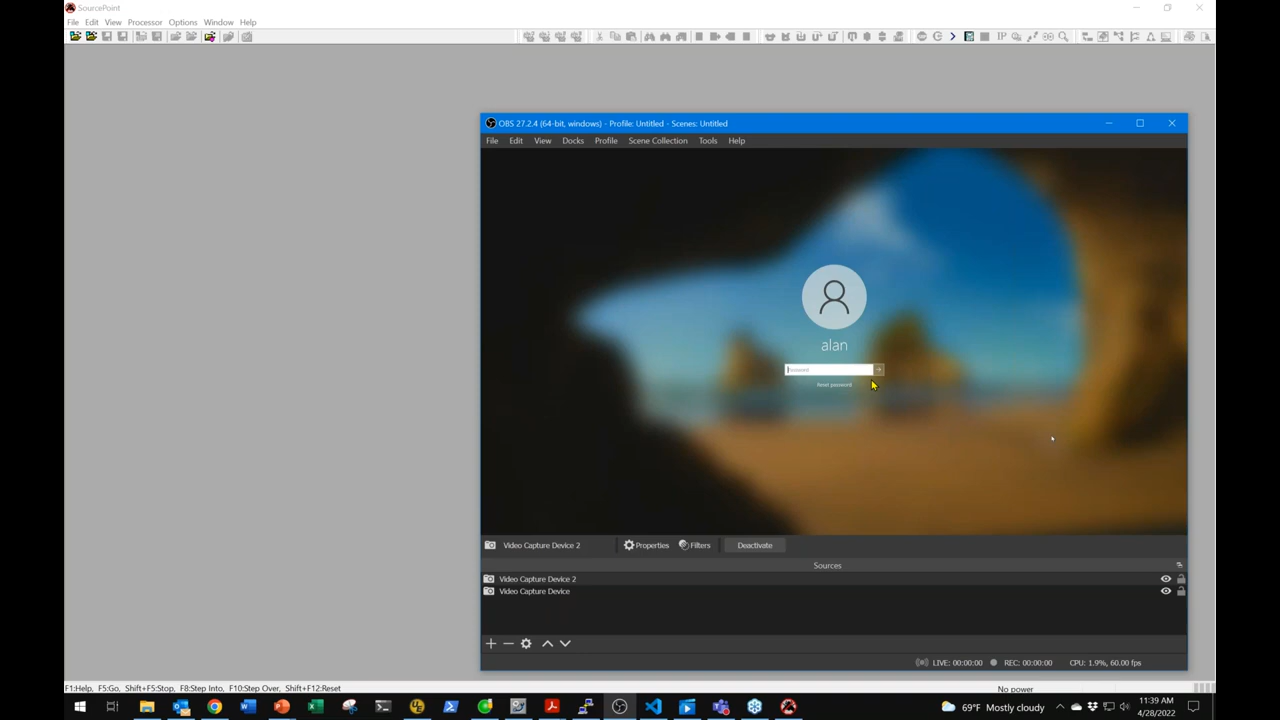 SourcePoint
File Edit View Processor Options Window Help
IP
OBS 27.2.4 (64-bit, windows) - Profile: Untitled - Scenes: Untitled
File Edit View Docks Profile Scene Collection Tools Help
alan
Password
Reset password
Video Capture Device 2 Properties Filters Deactivate
Sources
Video Capture Device 2
Video Capture Device
LIVE: 00:00:00 REC: 00:00:00 CPU: 1.9%, 60.00 fps
F1:Help, F5:Go, Shift+F5:Stop, F8:Step Into, F10:Step Over, Shift+F12:Reset No power
69°F Mostly cloudy
11:39 AM
4/28/2022